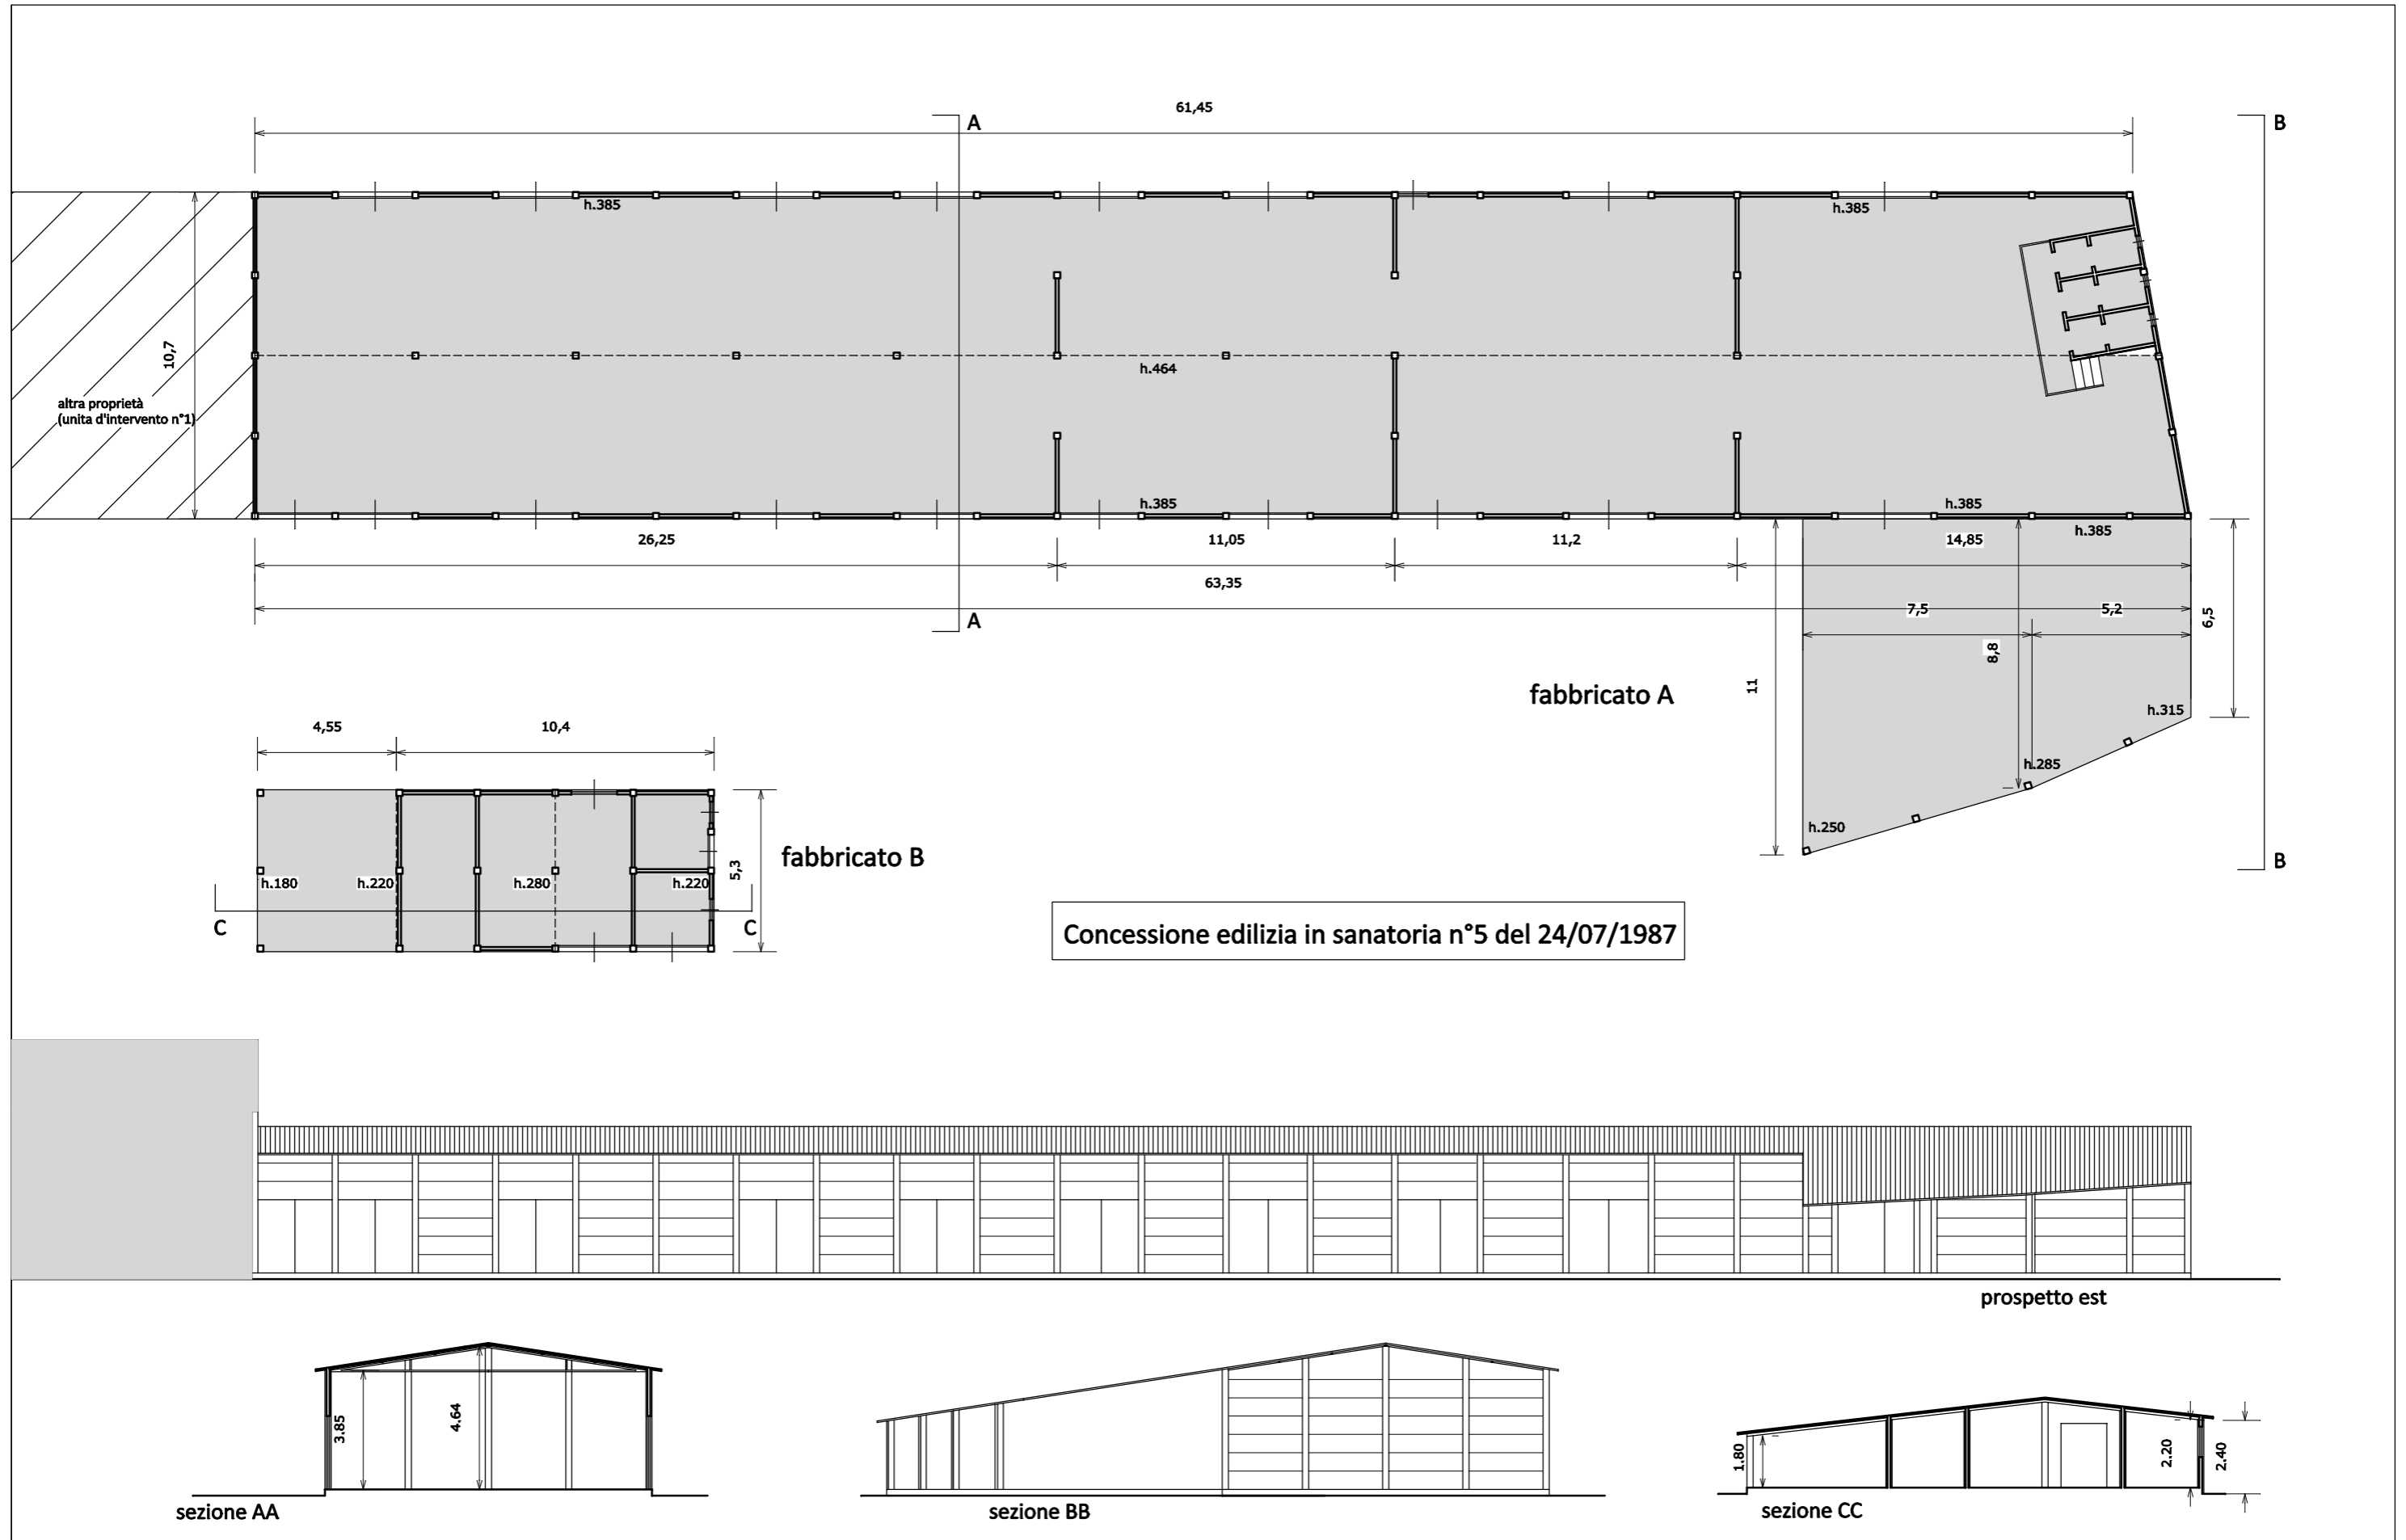 61,45
A
B
h.385
h.385
10,7
h.464
altra proprietà
(unita d'intervento n°1)
h.385
h.385
h.385
26,25
11,05
11,2
14,85
63,35
7,5
5,2
6,5
A
8,8
11
fabbricato A
h.315
h.285
h.250
4,55
10,4
fabbricato B
5,3
h.180
h.220
h.280
h.220
B
C
C
Concessione edilizia in sanatoria n°5 del 24/07/1987
prospetto est
3.85
4.64
1.80
2.20
2.40
sezione AA
sezione BB
sezione CC